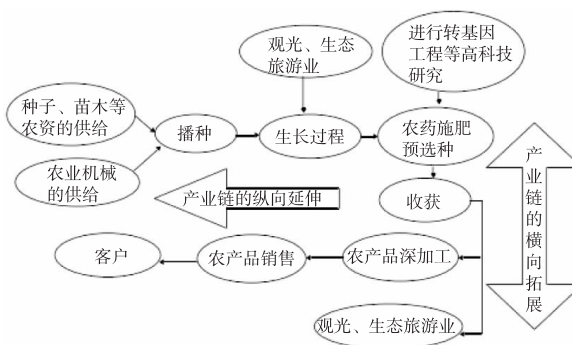 观光、生态
旅游业
进行转基因
工程等高科技
研究
种子、苗木等
农资的供给
播种
生长过程
农药施肥
预选种
农业机械
的供给
产业链的纵向延伸
收获
产业链的横向拓展
客户
农产品销售
农产品深加工
观光、生态旅游业